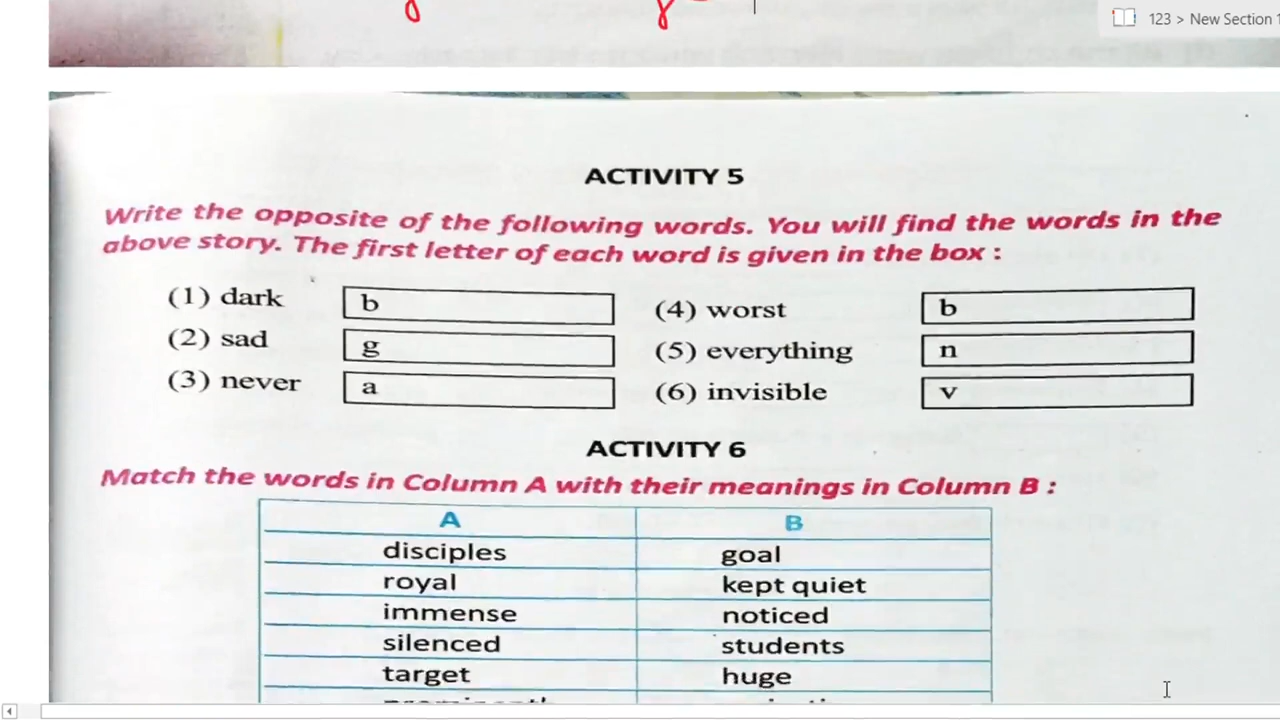 123 > New Section 1
ACTIVITY 5
Write the opposite of the following words. You will find the words in the
above story. The first letter of each word is given in the box :
(1) dark b (4) worst b
(2) sad g (5) everything n
(3) never a (6) invisible v
ACTIVITY 6
Match the words in Column A with their meanings in Column B :
A B
disciples goal
royal kept quiet
immense noticed
silenced students
target huge